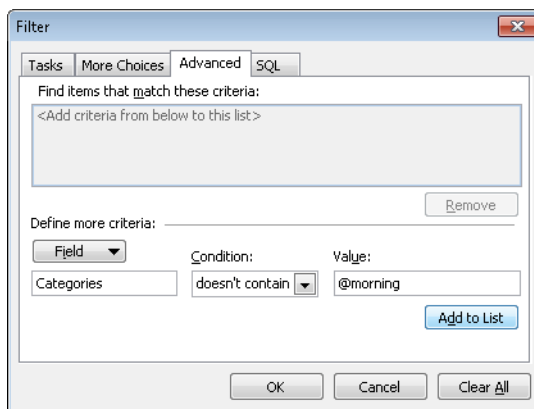 Filter
Tasks More Choices Advanced SQL
Find items that match these criteria:
<Add criteria from below to this list>
Remove
Define more criteria:
Field Condition: Value:
Categories doesn't contain @morning
Add to List
OK Cancel Clear All